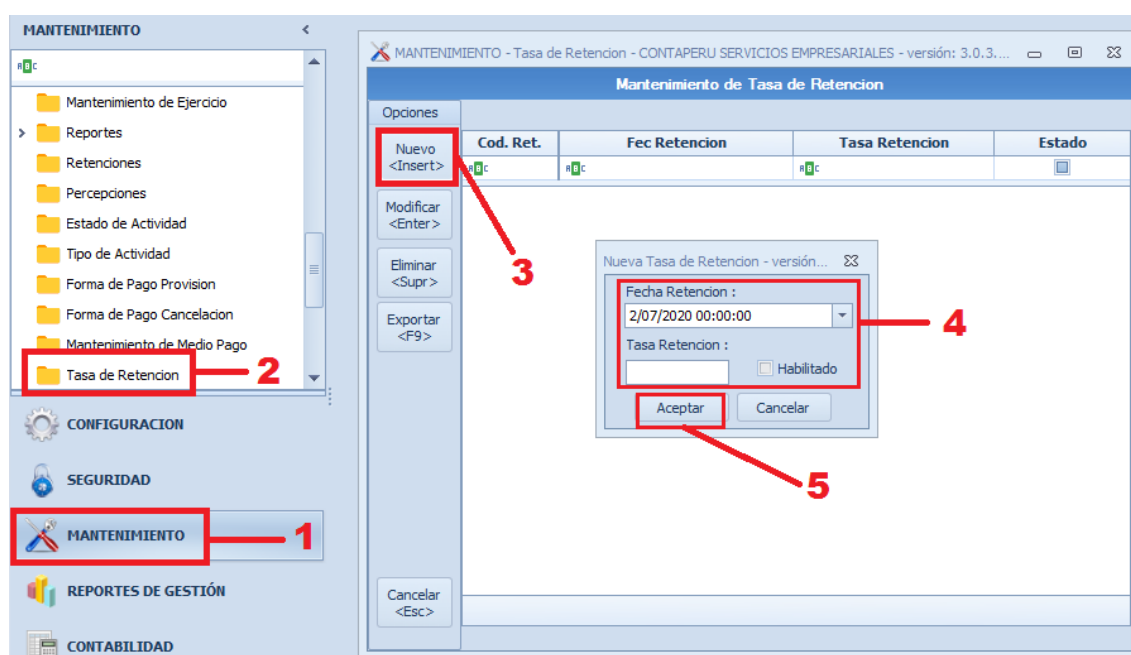 MANTENIMIENTO
ABC
Mantenimiento de Ejercicio
Reportes
Retenciones
Percepciones
Estado de Actividad
Tipo de Actividad
Forma de Pago Provision
Forma de Pago Cancelacion
Mantenimiento de Medio Pago
Tasa de Retencion
2
CONFIGURACION
SEGURIDAD
MANTENIMIENTO
1
REPORTES DE GESTIÓN
CONTABILIDAD
MANTENIMIENTO - Tasa de Retencion - CONTAPERU SERVICIOS EMPRESARIALES - versión: 3.0.3....
Mantenimiento de Tasa de Retencion
Opciones
Nuevo
<Insert>
Modificar
<Enter>
Eliminar
<Supr>
Exportar
<F9>
Cancelar
<Esc>
Cod. Ret. Fec Retencion Tasa Retencion Estado
ABC ABC ABC
3
Nueva Tasa de Retencion - versión...
Fecha Retencion :
2/07/2020 00:00:00
4
Tasa Retencion :
Habilitado
Aceptar Cancelar
5